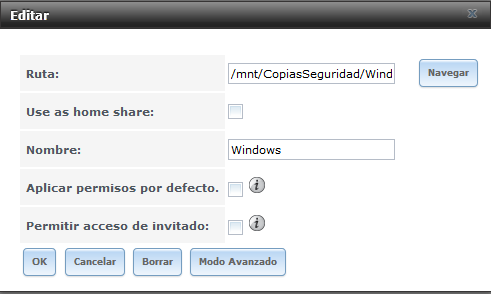 Editar
Ruta: /mnt/CopiasSeguridad/Wind Navegar
Use as home share:
Nombre: Windows
Aplicar permisos por defecto.
Permitir acceso de invitado:
OK Cancelar Borrar Modo Avanzado